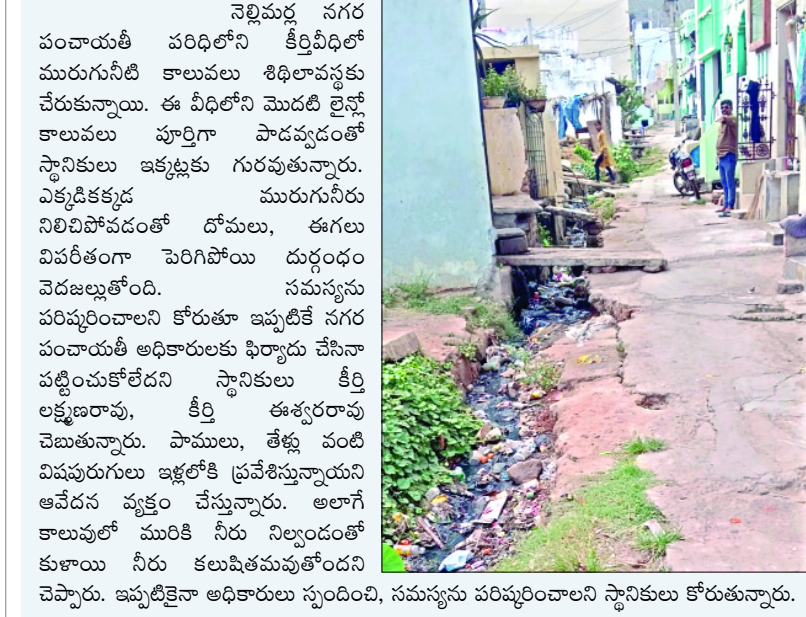 నెల్లిమర్ల నగర
పంచాయతీ పరిధిలోని కీర్తివీధిలో
మురుగునీటి కాలువలు శిథిలావస్థకు
చేరుకున్నాయి. ఈ వీధిలోని మొదటి లైన్లో
కాలువలు పూర్తిగా పాడవ్వడంతో
స్థానికులు ఇక్కట్లకు గురవుతున్నారు.
ఎక్కడికక్కడ మురుగునీరు
నిలిచిపోవడంతో దోమలు, ఈగలు
విపరీతంగా పెరిగిపోయి దుర్గంధం
వెదజల్లుతోంది. సమస్యను
పరిష్కరించాలని కోరుతూ ఇప్పటికే నగర
పంచాయతీ అధికారులకు ఫిర్యాదు చేసినా
పట్టించుకోలేదని స్థానికులు కీర్తి
లక్ష్మణరావు, కీర్తి ఈశ్వరరావు
చెబుతున్నారు. పాములు, తేళ్లు వంటి
విషపురుగులు ఇళ్లలోకి ప్రవేశిస్తున్నాయని
ఆవేదన వ్యక్తం చేస్తున్నారు. అలాగే
కాలువులో మురికి నీరు నిల్వుండంతో
కుళాయి నీరు కలుషితమవుతోందని
చెప్పారు. ఇప్పటికైనా అధికారులు స్పందించి, సమస్యను పరిష్కరించాలని స్థానికులు కోరుతున్నారు.